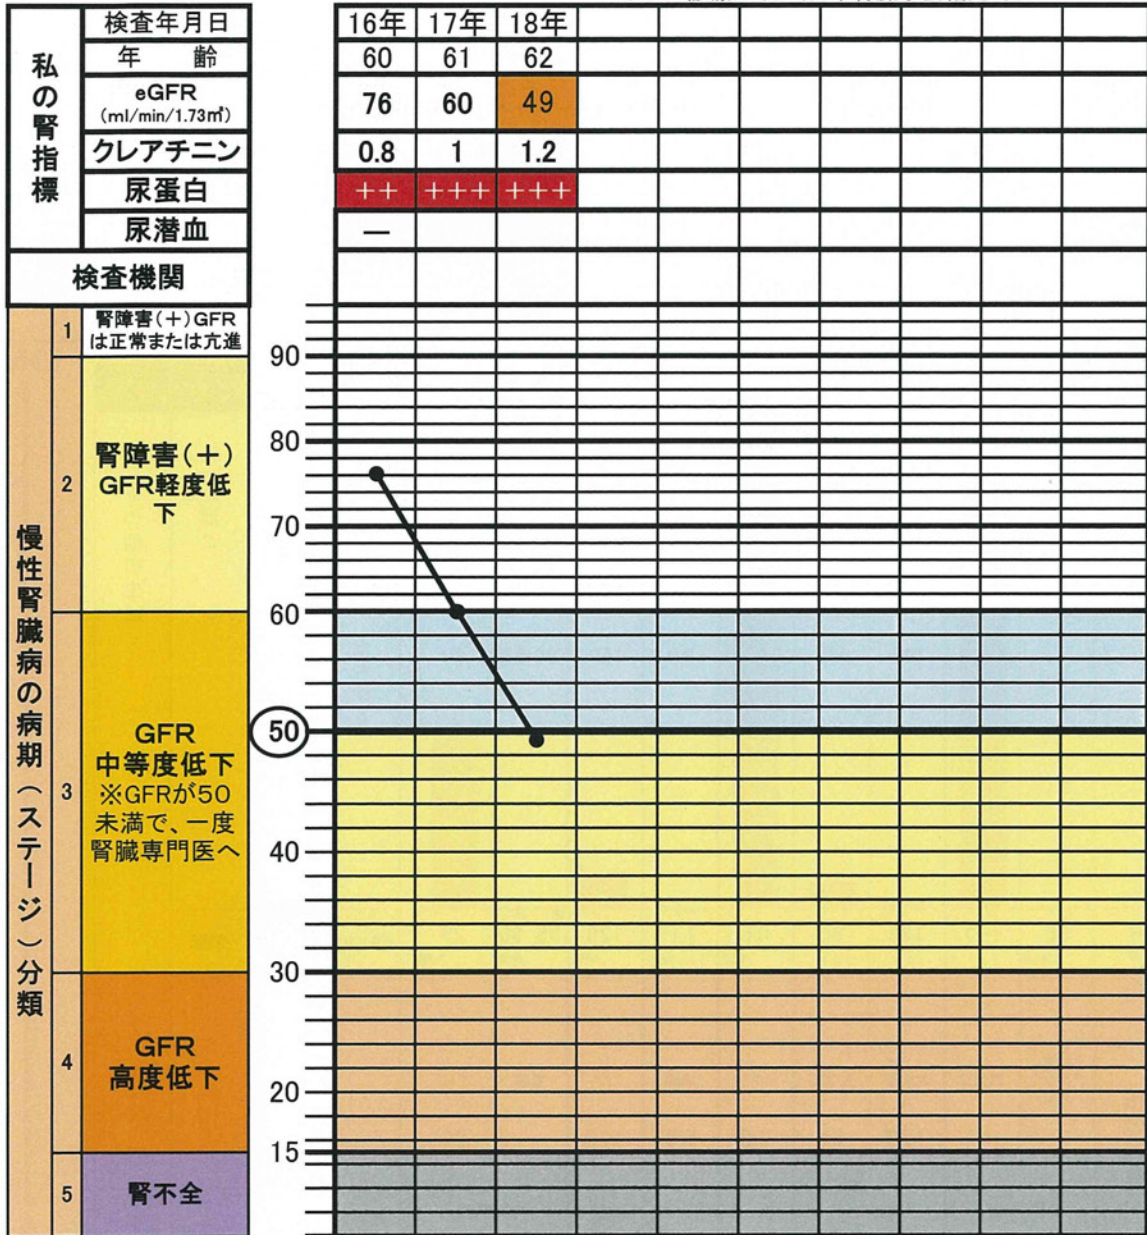 私の腎指標
検査年月日 16年 17年 18年
年　　齢 60 61 62
eGFR
(ml/min/1.73㎡) 76 60 49
クレアチニン 0.8 1 1.2
尿蛋白 ++ +++ +++
尿潜血 —
検査機関
慢性腎臓病の病期（ステージ）分類
1
腎障害(+)GFR
は正常または亢進
90
80
2
腎障害(+)
GFR軽度低
下
70
60
3
GFR
中等度低下
※GFRが50
未満で、一度
腎臓専門医へ
50
40
30
4
GFR
高度低下
20
15
5
腎不全